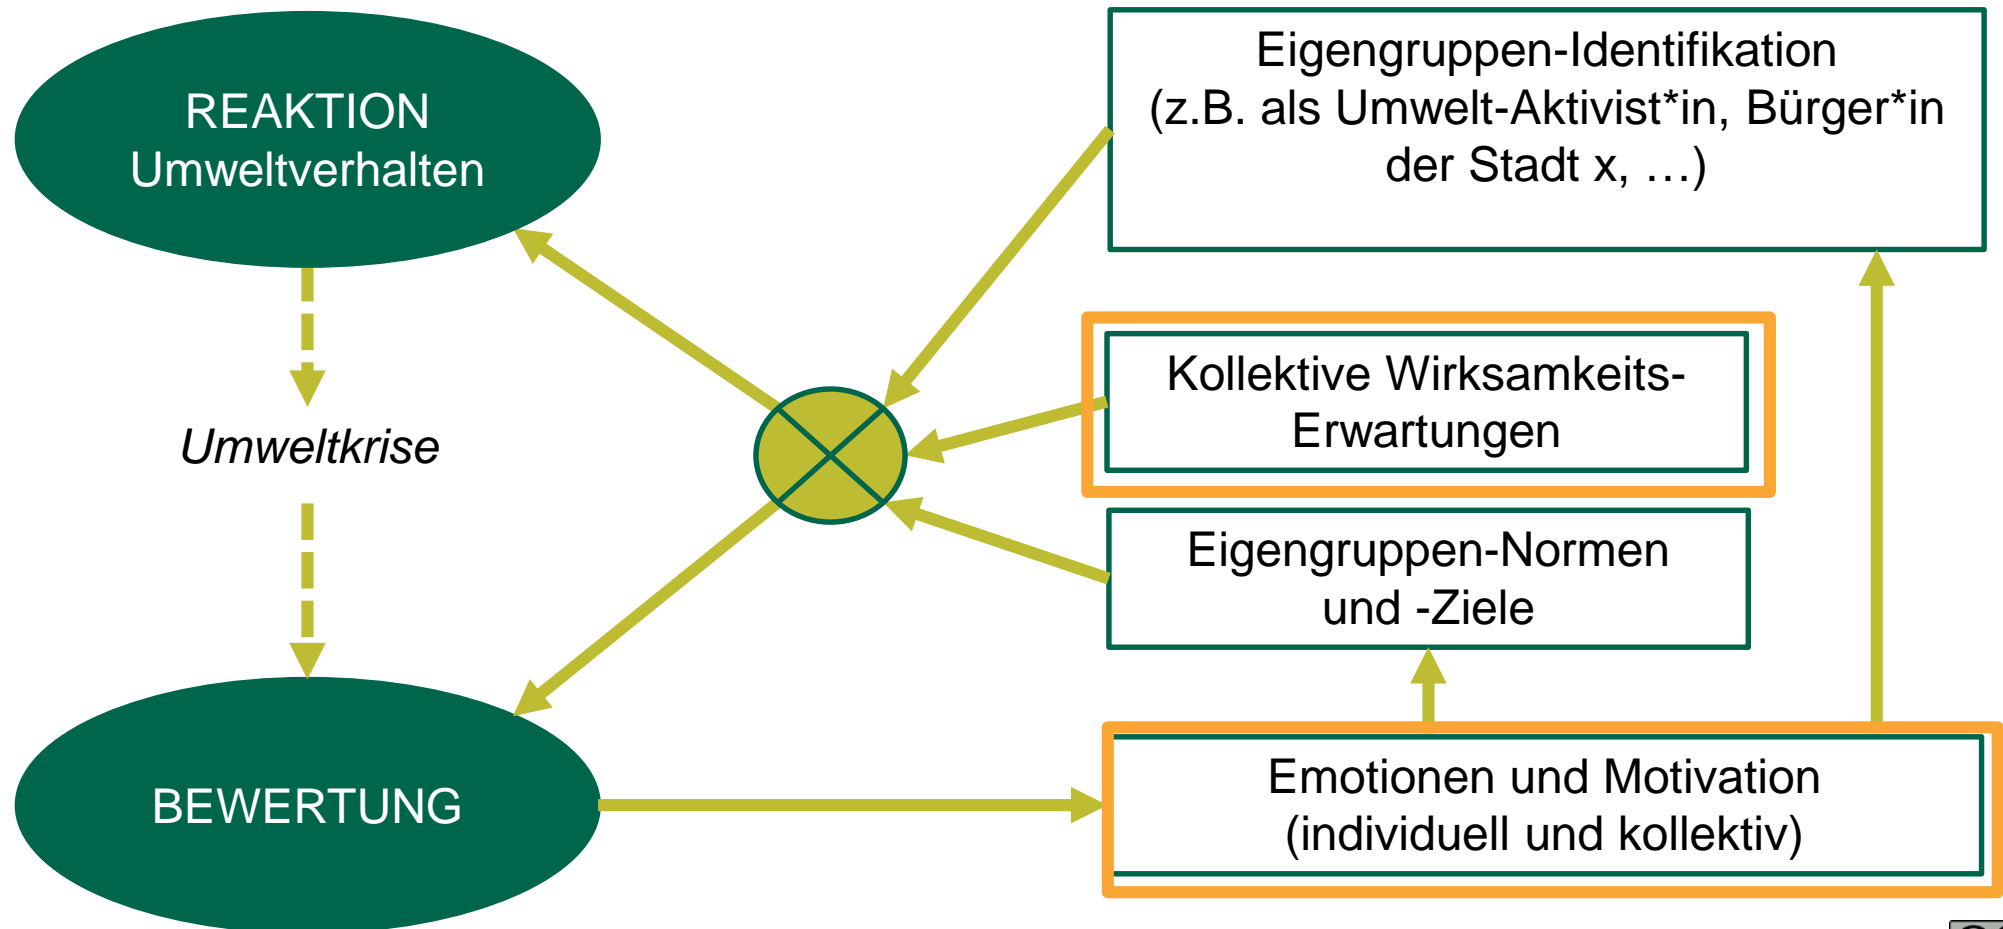 REAKTION
Umweltverhalten
Umweltkrise
BEWERTUNG
Eigengruppen-Identifikation
(z.B. als Umwelt-Aktivist*in, Bürger*in
der Stadt x, …)
Kollektive Wirksamkeits-
Erwartungen
Eigengruppen-Normen
und -Ziele
Emotionen und Motivation
(individuell und kollektiv)